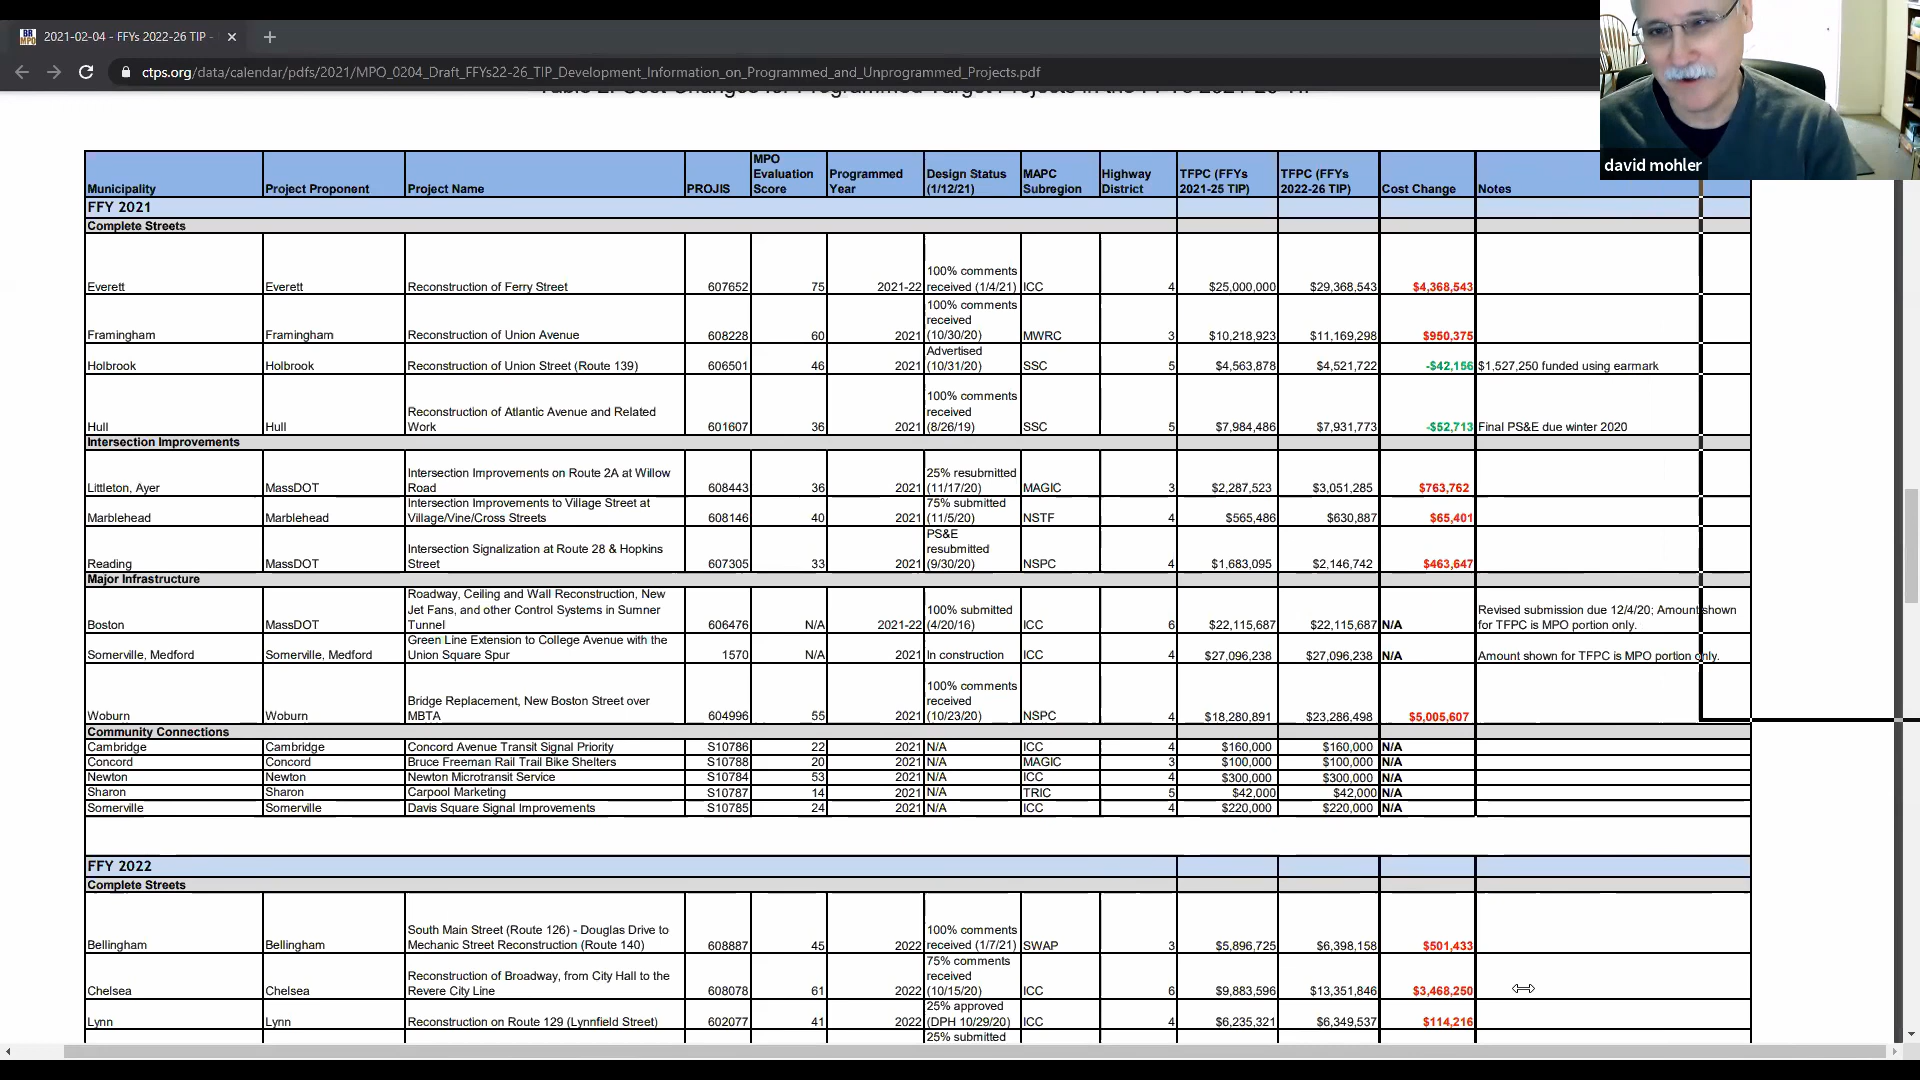 2021-02-04 - FFYs 2022-26 TIP -
ctps.org/data/calendar/pdfs/2021/MPO_0204_Draft_FFYs22-26_TIP_Development_Information_on_Programmed_and_Unprogrammed_Projects.pdf
Table 2: Cost Changes for Programmed Target Projects in the FFYs 2021-25 TIP
david mohler
Municipality Project Proponent Project Name PROJIS MPO Evaluation Score Programmed Year Design Status (1/12/21) MAPC Subregion Highway District TFPC (FFYs 2021-25 TIP) TFPC (FFYs 2022-26 TIP) Cost Change Notes
FFY 2021
Complete Streets
Everett Everett Reconstruction of Ferry Street 607652 75 2021-22 100% comments received (1/4/21) ICC 4 $25,000,000 $29,368,543 $4,368,543
Framingham Framingham Reconstruction of Union Avenue 608228 60 2021 100% comments received (10/30/20) MWRC 3 $10,218,923 $11,169,298 $950,375
Holbrook Holbrook Reconstruction of Union Street (Route 139) 606501 46 2021 Advertised (10/31/20) SSC 5 $4,563,878 $4,521,722 -$42,156 $1,527,250 funded using earmark
Hull Hull Reconstruction of Atlantic Avenue and Related Work 601607 36 2021 100% comments received (8/26/19) SSC 5 $7,984,486 $7,931,773 -$52,713 Final PS&E due winter 2020
Intersection Improvements
Littleton, Ayer MassDOT Intersection Improvements on Route 2A at Willow Road 608443 36 2021 25% resubmitted (11/17/20) MAGIC 3 $2,287,523 $3,051,285 $763,762
Marblehead Marblehead Intersection Improvements to Village Street at Village/Vine/Cross Streets 608146 40 2021 75% submitted (11/5/20) NSTF 4 $565,486 $630,887 $65,401
Reading MassDOT Intersection Signalization at Route 28 & Hopkins Street 607305 33 2021 PS&E resubmitted (9/30/20) NSPC 4 $1,683,095 $2,146,742 $463,647
Major Infrastructure
Boston MassDOT Roadway, Ceiling and Wall Reconstruction, New Jet Fans, and other Control Systems in Sumner Tunnel 606476 N/A 2021-22 100% submitted (4/20/16) ICC 6 $22,115,687 $22,115,687 N/A Revised submission due 12/4/20; Amount shown for TFPC is MPO portion only.
Somerville, Medford Somerville, Medford Green Line Extension to College Avenue with the Union Square Spur 1570 N/A 2021 In construction ICC 4 $27,096,238 $27,096,238 N/A Amount shown for TFPC is MPO portion only.
Woburn Woburn Bridge Replacement, New Boston Street over MBTA 604996 55 2021 100% comments received (10/23/20) NSPC 4 $18,280,891 $23,286,498 $5,005,607
Community Connections
Cambridge Cambridge Concord Avenue Transit Signal Priority S10786 22 2021 N/A ICC 4 $160,000 $160,000 N/A
Concord Concord Bruce Freeman Rail Trail Bike Shelters S10788 20 2021 N/A MAGIC 3 $100,000 $100,000 N/A
Newton Newton Newton Microtransit Service S10784 53 2021 N/A ICC 4 $300,000 $300,000 N/A
Sharon Sharon Carpool Marketing S10787 14 2021 N/A TRIC 5 $42,000 $42,000 N/A
Somerville Somerville Davis Square Signal Improvements S10785 24 2021 N/A ICC 4 $220,000 $220,000 N/A
FFY 2022
Complete Streets
Bellingham Bellingham South Main Street (Route 126) - Douglas Drive to Mechanic Street Reconstruction (Route 140) 608887 45 2022 100% comments received (1/7/21) SWAP 3 $5,896,725 $6,398,158 $501,433
Chelsea Chelsea Reconstruction of Broadway, from City Hall to the Revere City Line 608078 61 2022 75% comments received (10/15/20) ICC 6 $9,883,596 $13,351,846 $3,468,250
Lynn Lynn Reconstruction on Route 129 (Lynnfield Street) 602077 41 2022 25% approved (DPH 10/29/20) ICC 4 $6,235,321 $6,349,537 $114,216
25% submitted